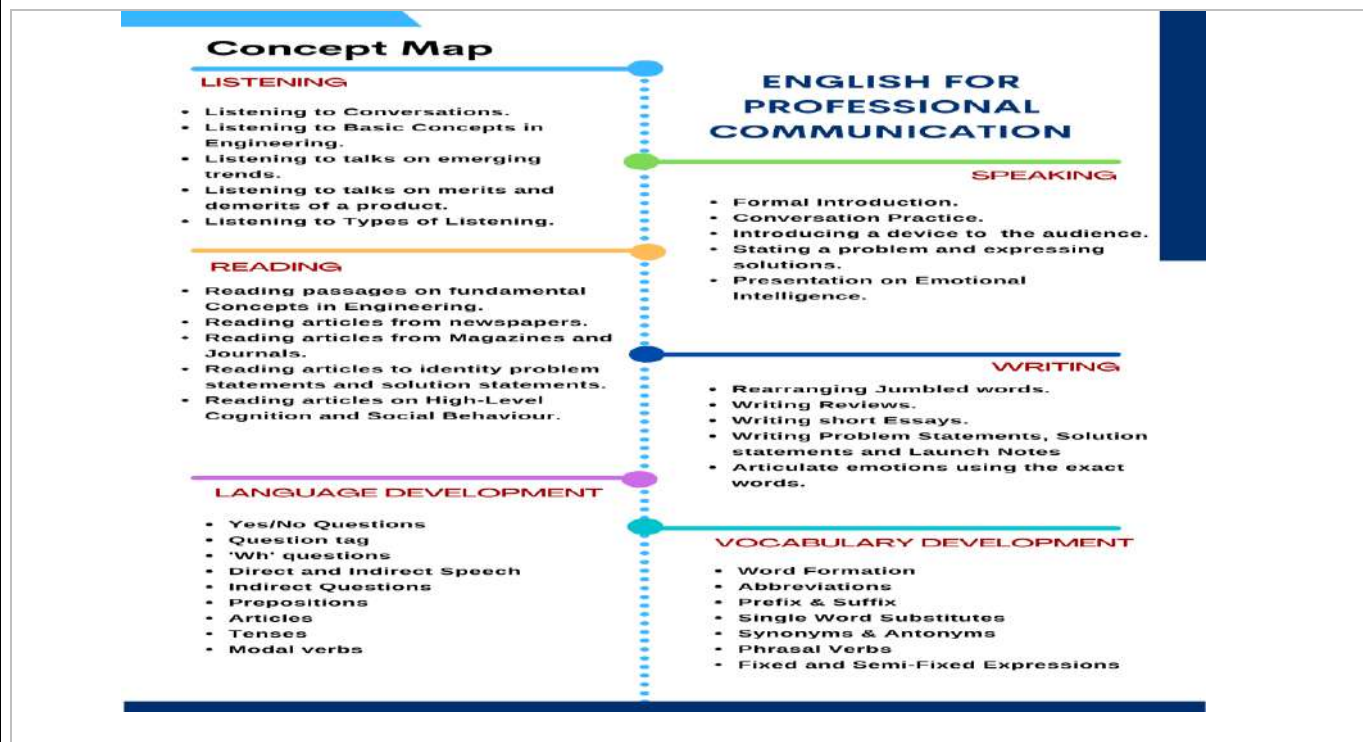 Concept Map
LISTENING
• Listening to Conversations.
• Listening to Basic Concepts in
Engineering.
• Listening to talks on emerging
trends.
• Listening to talks on merits and
demerits of a product.
• Listening to Types of Listening.
READING
• Reading passages on fundamental
Concepts in Engineering.
• Reading articles from newspapers.
• Reading articles from Magazines and
Journals.
• Reading articles to identity problem
statements and solution statements.
• Reading articles on High-Level
Cognition and Social Behaviour.
LANGUAGE DEVELOPMENT
• Yes/No Questions
• Question tag
• 'Wh' questions
• Direct and Indirect Speech
• Indirect Questions
• Prepositions
• Articles
• Tenses
• Modal verbs
ENGLISH FOR
PROFESSIONAL
COMMUNICATION
SPEAKING
• Formal Introduction.
• Conversation Practice.
• Introducing a device to the audience.
• Stating a problem and expressing
solutions.
• Presentation on Emotional
Intelligence.
WRITING
• Rearranging Jumbled words.
• Writing Reviews.
• Writing short Essays.
• Writing Problem Statements, Solution
statements and Launch Notes
• Articulate emotions using the exact
words.
VOCABULARY DEVELOPMENT
• Word Formation
• Abbreviations
• Prefix & Suffix
• Single Word Substitutes
• Synonyms & Antonyms
• Phrasal Verbs
• Fixed and Semi-Fixed Expressions